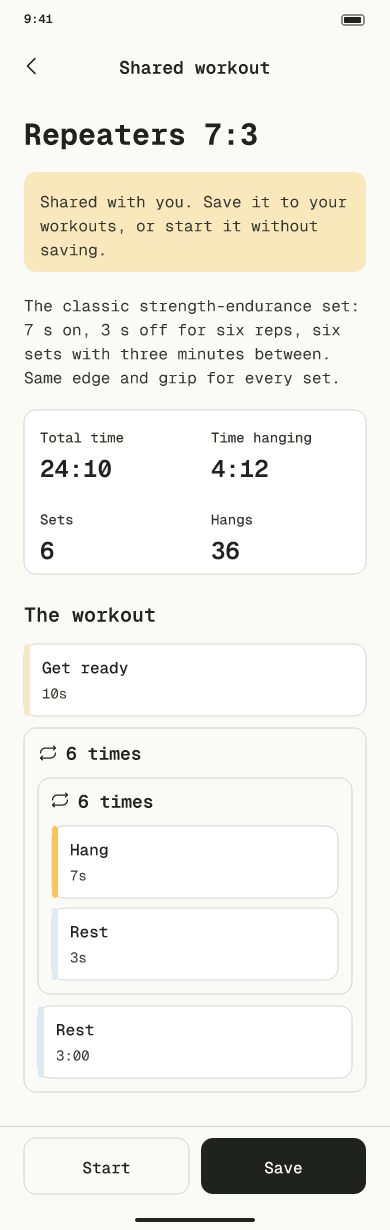 9:41
Shared workout
Repeaters 7:3
Shared with you. Save it to your
workouts, or start it without
saving.
The classic strength-endurance set:
7 s on, 3 s off for six reps, six
sets with three minutes between.
Same edge and grip for every set.
Total time
Time hanging
24:10
4:12
Sets
Hangs
6
36
The workout
Get ready
10s
6 times
6 times
Hang
7s
Rest
3s
Rest
3:00
Start
Save